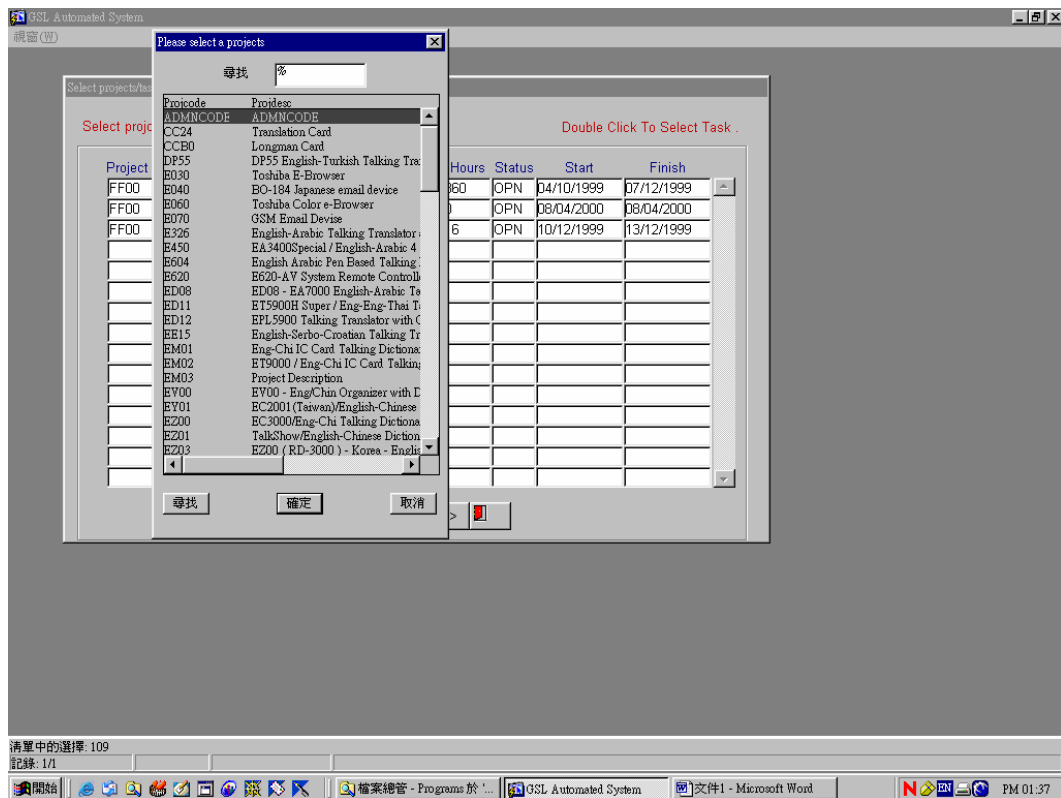 GSL Automated System
視窗(W)
Please select a projects
尋找 %
Projcode Projdesc
ADMNCODE ADMNCODE
CC24 Translation Card
CCB0 Longman Card
DP55 DP55 English-Turkish Talking Tra
E030 Toshiba E-Browser
E040 BO-184 Japanese email device
E060 Toshiba Color e-Browser
E070 GSM Email Devise
E326 English-Arabic Talking Translator
E450 EA3400Special / English-Arabic 4
E604 English Arabic Pen Based Talking
E620 E620-AV System Remote Controll
ED08 ED08 - EA7000 English-Arabic Ta
ED11 ET5900H Super / Eng-Eng-Thai T
ED12 EPL5900 Talking Translator with
EE15 English-Serbo-Croatian Talking Tr
EM01 Eng-Chi IC Card Talking Dictiona
EM02 ET9000 / Eng-Chi IC Card Talking
EM03 Project Description
EV00 EV00 - Eng/Chin Organizer with D
EY01 EC2001(Taiwan)/English-Chinese
EZ00 EC3000/Eng-Chi Talking Dictiona
EZ01 TalkShow/English-Chinese Diction
EZ03 EZ00 ( RD-3000 ) - Korea - Englis
尋找 確定 取消
Select projects/tas
Select projc Double Click To Select Task .
Project Hours Status Start Finish
FF00 360 OPN 04/10/1999 07/12/1999
FF00 OPN 08/04/2000 08/04/2000
FF00 6 OPN 10/12/1999 13/12/1999
>
清單中的選擇: 109
記錄: 1/1
開始 檔案總管 - Programs 於 '... GSL Automated System 文件1 - Microsoft Word N EN PM 01:37